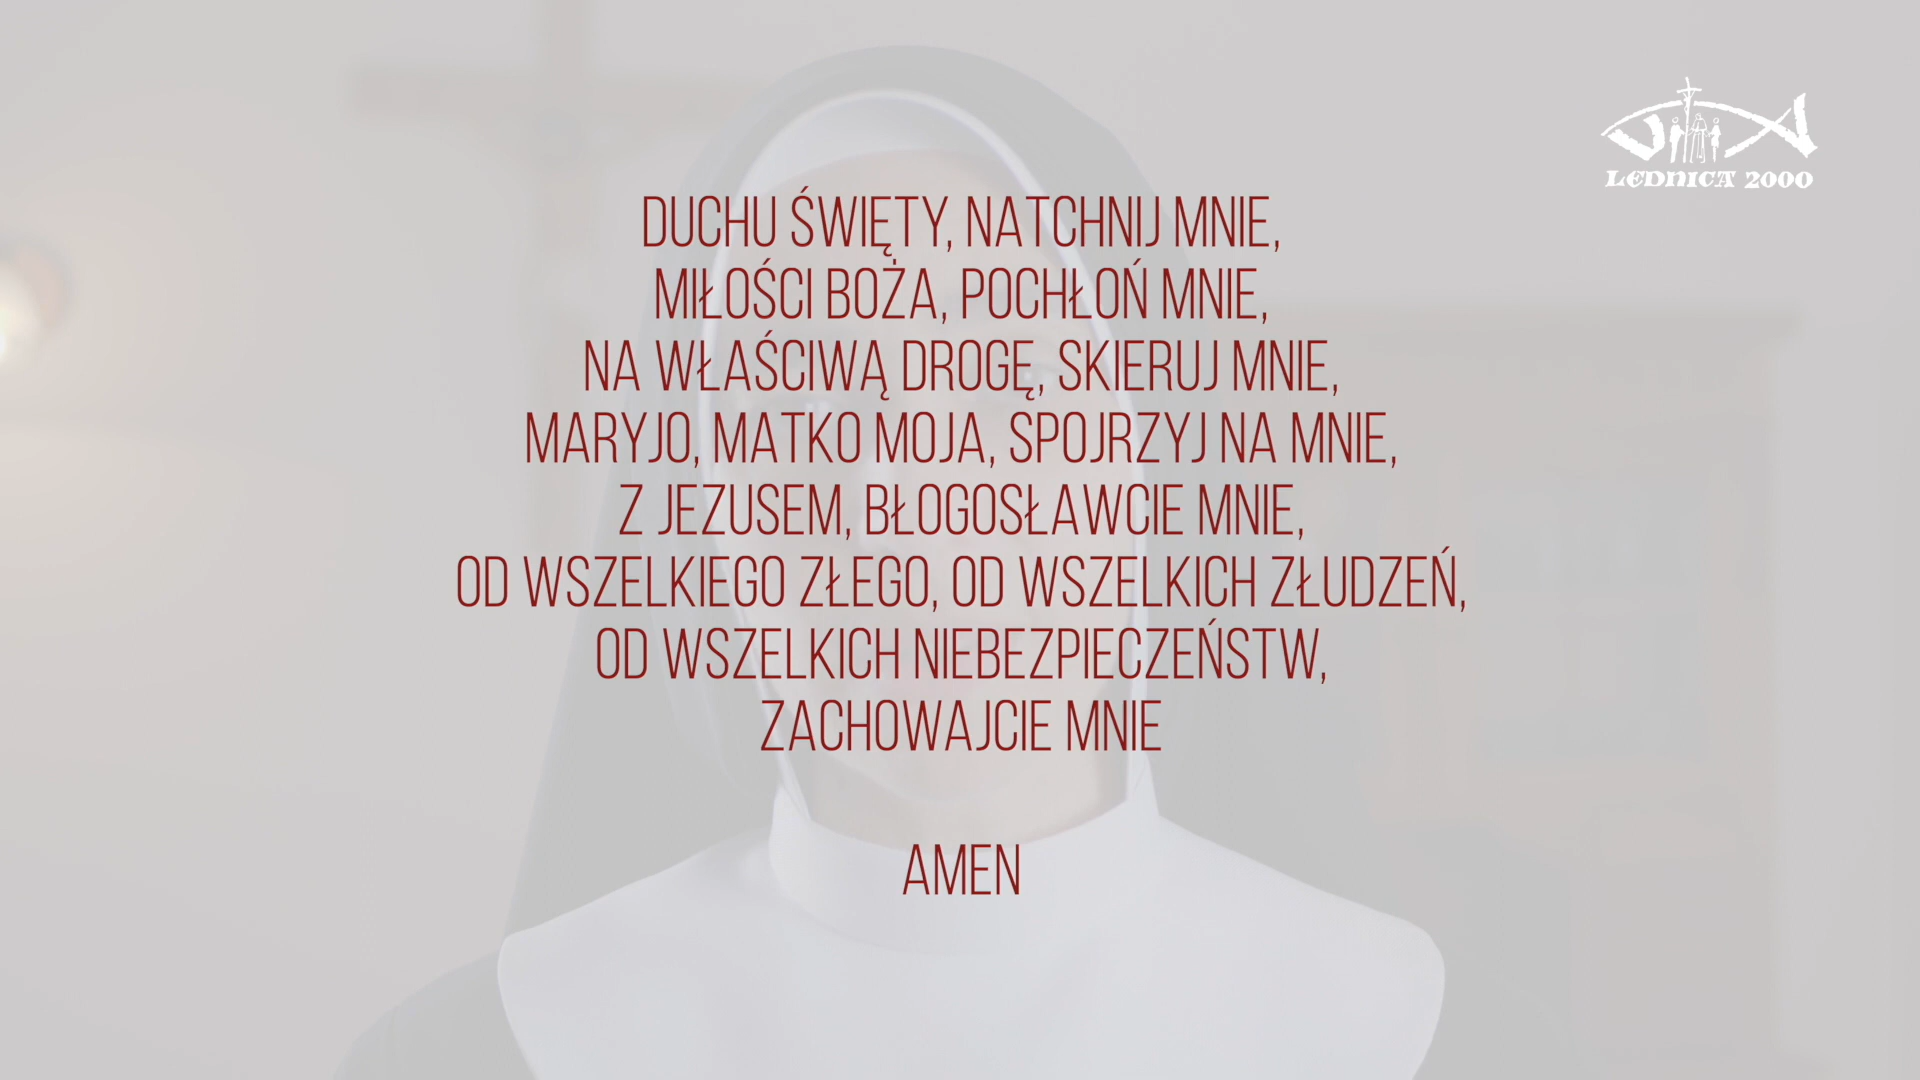 LEDNICA 2000
DUCHU ŚWIĘTY, NATCHNIJ MNIE,
MIŁOŚCI BOŻA, POCHŁOŃ MNIE,
NA WŁAŚCIWĄ DROGĘ, SKIERUJ MNIE,
MARYJO, MATKO MOJA, SPOJRZYJ NA MNIE,
Z JEZUSEM, BŁOGOSŁAWCIE MNIE,
OD WSZELKIEGO ZŁEGO, OD WSZELKICH ZŁUDZEŃ,
OD WSZELKICH NIEBEZPIECZEŃSTW,
ZACHOWAJCIE MNIE
AMEN